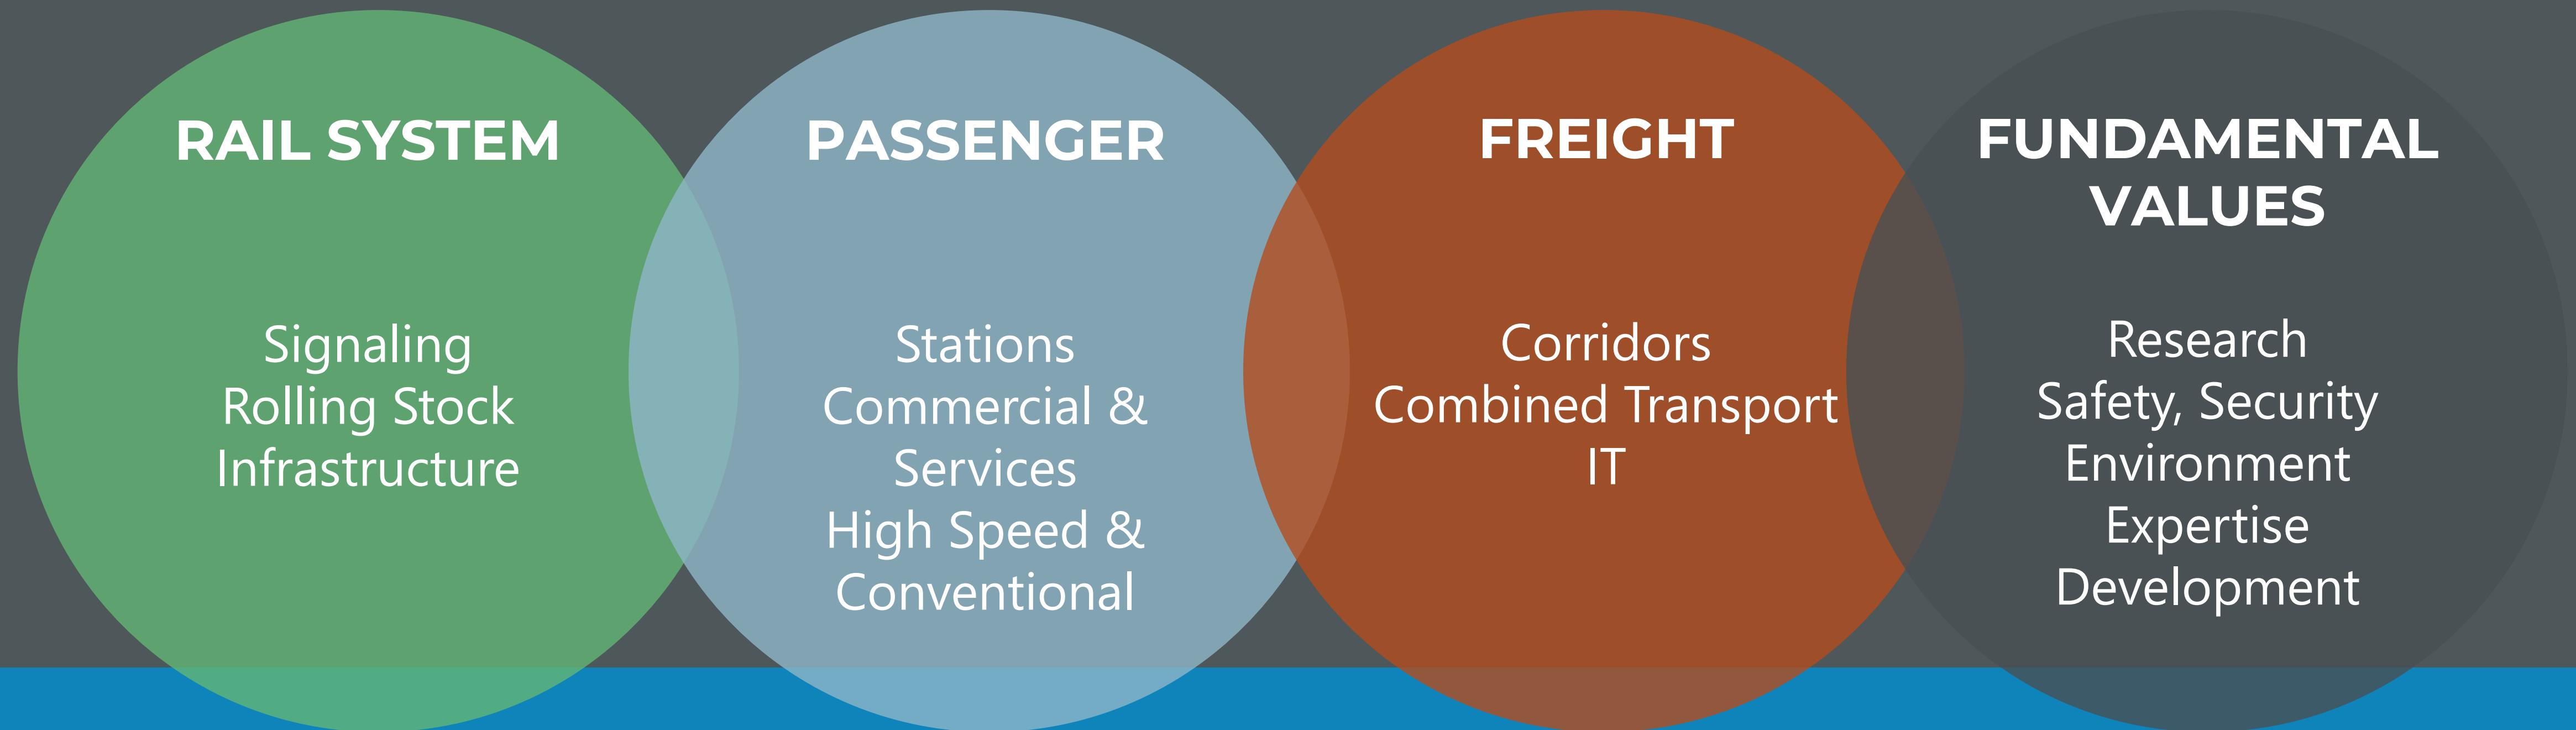 RAIL SYSTEM
Signaling
Rolling Stock
Infrastructure
PASSENGER
Stations
Commercial &
Services
High Speed &
Conventional
FREIGHT
Corridors
Combined Transport
IT
FUNDAMENTAL
VALUES
Research
Safety, Security
Environment
Expertise
Development